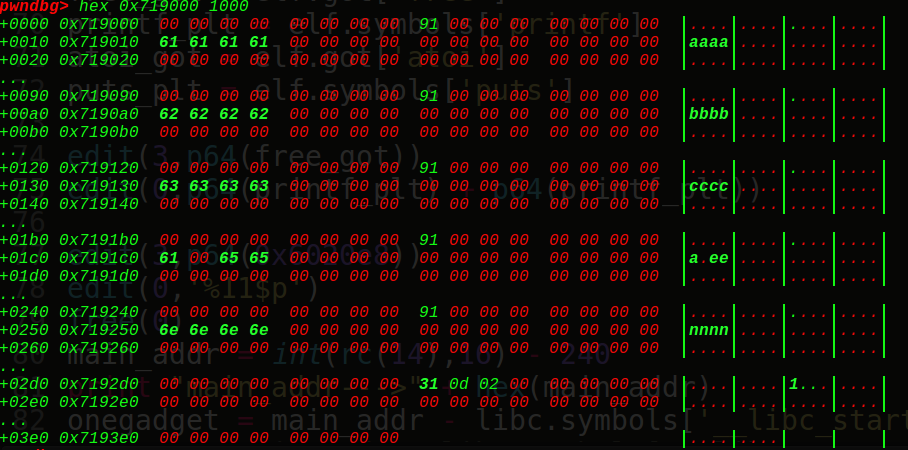 pwndbg> hex 0x719000 1000
+0000 0x719000 00 00 00 00 00 00 00 00 91 00 00 00 00 00 00 00 |....|....|....|....|
+0010 0x719010 61 61 61 61 00 00 00 00 00 00 00 00 00 00 00 00 |aaaa|....|....|....|
+0020 0x719020 00 00 00 00 00 00 00 00 00 00 00 00 00 00 00 00 |....|....|....|....|
...
+0090 0x719090 00 00 00 00 00 00 00 00 91 00 00 00 00 00 00 00 |....|....|....|....|
+00a0 0x7190a0 62 62 62 62 00 00 00 00 00 00 00 00 00 00 00 00 |bbbb|....|....|....|
+00b0 0x7190b0 00 00 00 00 00 00 00 00 00 00 00 00 00 00 00 00 |....|....|....|....|
...
+0120 0x719120 00 00 00 00 00 00 00 00 91 00 00 00 00 00 00 00 |....|....|....|....|
+0130 0x719130 63 63 63 63 00 00 00 00 00 00 00 00 00 00 00 00 |cccc|....|....|....|
+0140 0x719140 00 00 00 00 00 00 00 00 00 00 00 00 00 00 00 00 |....|....|....|....|
...
+01b0 0x7191b0 00 00 00 00 00 00 00 00 91 00 00 00 00 00 00 00 |....|....|....|....|
+01c0 0x7191c0 61 00 65 65 00 00 00 00 00 00 00 00 00 00 00 00 |a.ee|....|....|....|
+01d0 0x7191d0 00 00 00 00 00 00 00 00 00 00 00 00 00 00 00 00 |....|....|....|....|
...
+0240 0x719240 00 00 00 00 00 00 00 00 91 00 00 00 00 00 00 00 |....|....|....|....|
+0250 0x719250 6e 6e 6e 6e 00 00 00 00 00 00 00 00 00 00 00 00 |nnnn|....|....|....|
+0260 0x719260 00 00 00 00 00 00 00 00 00 00 00 00 00 00 00 00 |....|....|....|....|
...
+02d0 0x7192d0 00 00 00 00 00 00 00 00 31 0d 02 00 00 00 00 00 |....|....|1...|....|
+02e0 0x7192e0 00 00 00 00 00 00 00 00 00 00 00 00 00 00 00 00 |....|....|....|....|
...
+03e0 0x7193e0 00 00 00 00 00 00 00 00 |....|....|